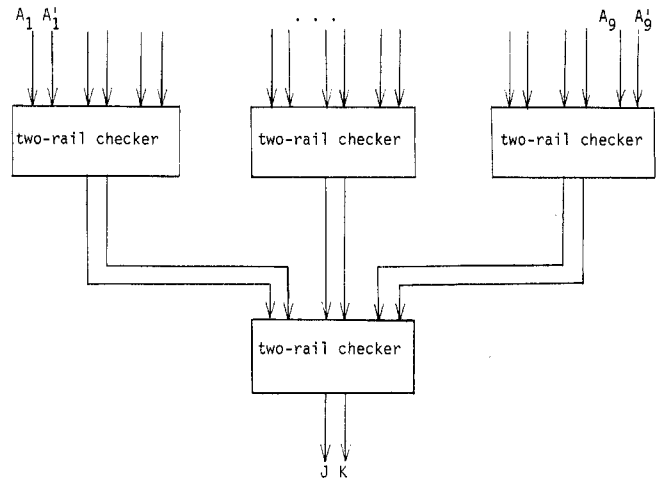 A₁ A₁' . . . A₉ A₉'
two-rail checker two-rail checker two-rail checker
two-rail checker
J K